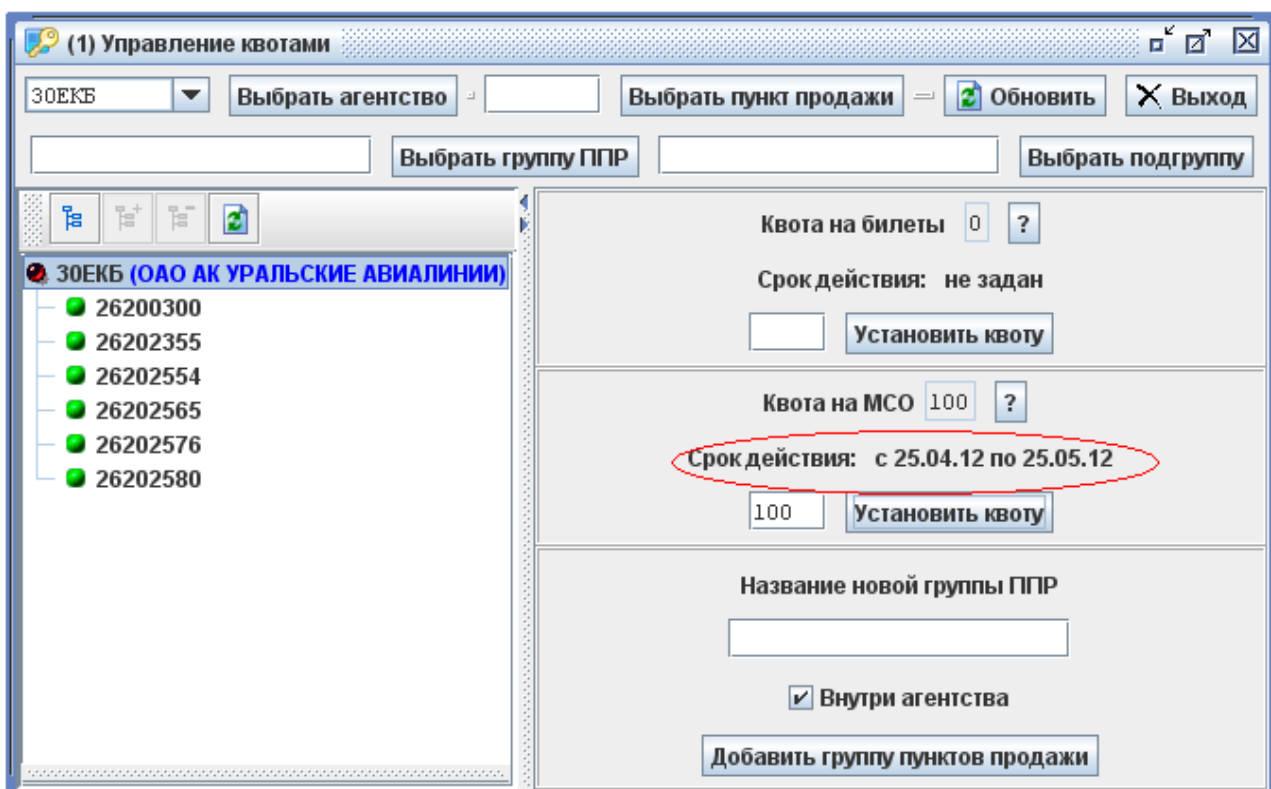 (1) Управление квотами
30ЕКБ Выбрать агентство Выбрать пункт продажи Обновить Выход
Выбрать группу ППР Выбрать подгруппу
30ЕКБ (ОАО АК УРАЛЬСКИЕ АВИАЛИНИИ)
26200300
26202355
26202554
26202565
26202576
26202580
Квота на билеты 0 ?
Срок действия: не задан
Установить квоту
Квота на МСО 100 ?
Срок действия: с 25.04.12 по 25.05.12
100 Установить квоту
Название новой группы ППР
Внутри агентства
Добавить группу пунктов продажи